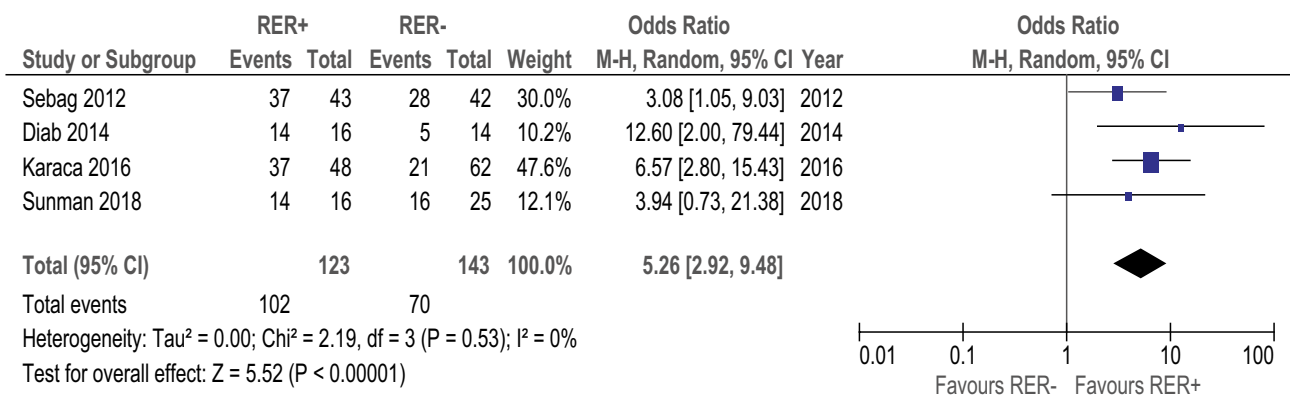 RER+ RER- Odds Ratio Odds Ratio
Study or Subgroup Events Total Events Total Weight M-H, Random, 95% CI Year M-H, Random, 95% CI
Sebag 2012 37 43 28 42 30.0% 3.08 [1.05, 9.03] 2012
Diab 2014 14 16 5 14 10.2% 12.60 [2.00, 79.44] 2014
Karaca 2016 37 48 21 62 47.6% 6.57 [2.80, 15.43] 2016
Sunman 2018 14 16 16 25 12.1% 3.94 [0.73, 21.38] 2018
Total (95% CI) 123 143 100.0% 5.26 [2.92, 9.48]
Total events 102 70
Heterogeneity: Tau² = 0.00; Chi² = 2.19, df = 3 (P = 0.53); I² = 0%
Test for overall effect: Z = 5.52 (P < 0.00001)
0.01 0.1 1 10 100
Favours RER- Favours RER+